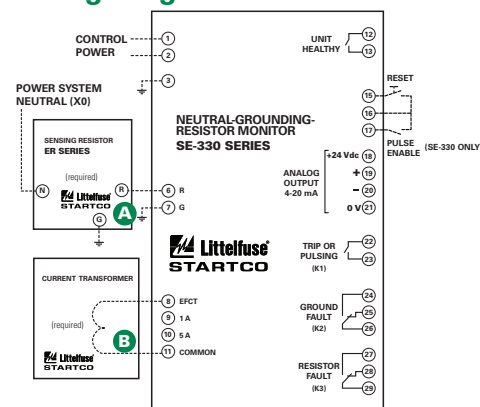 CONTROL
POWER
1
2
3
UNIT
HEALTHY
12
13
POWER SYSTEM
NEUTRAL (X0)
RESET
15
16
17
PULSE
ENABLE
(SE-330 ONLY
SENSING RESISTOR
ER SERIES
(required)
N
R
Littelfuse
STARTCO
G
A
NEUTRAL-GROUNDING-
RESISTOR MONITOR
SE-330 SERIES
6 R
7 G
ANALOG
OUTPUT
4-20 mA
+24 Vdc 18
+ 19
– 20
0 V 21
Littelfuse®
STARTCO
TRIP OR
PULSING
(K1)
22
23
CURRENT TRANSFORMER
(required)
B
Littelfuse
STARTCO
8 EFCT
9 1 A
10 5 A
11 COMMON
GROUND
FAULT
(K2)
24
25
26
RESISTOR
FAULT
(K3)
27
28
29